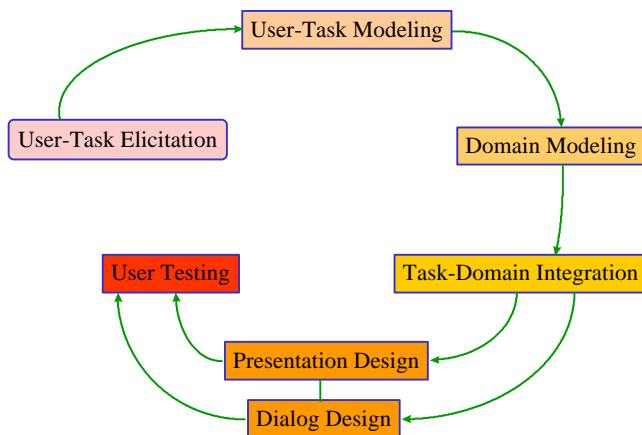 User-Task Modeling
User-Task Elicitation
Domain Modeling
User Testing
Task-Domain Integration
Presentation Design
Dialog Design